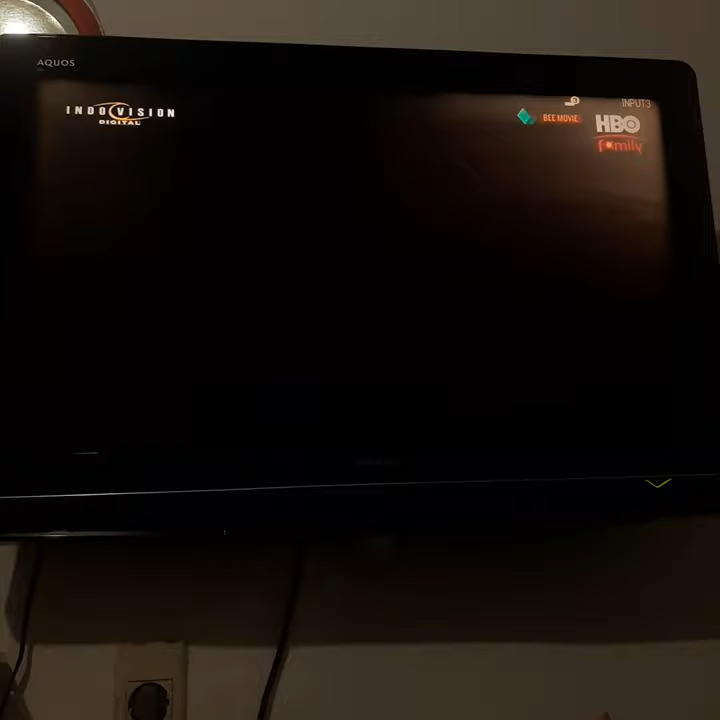 AQUOS
INDOVISION
DIGITAL
INPUT3
BEE MOVIE
HBO
family